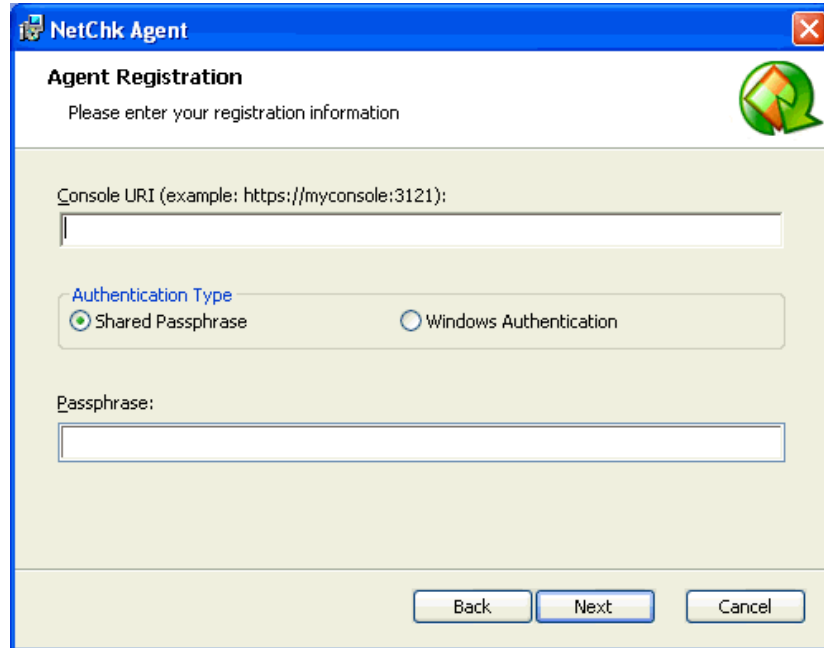 NetChk Agent
Agent Registration
Please enter your registration information
Console URI (example: https://myconsole:3121):
Authentication Type
Shared Passphrase Windows Authentication
Passphrase:
Back Next Cancel